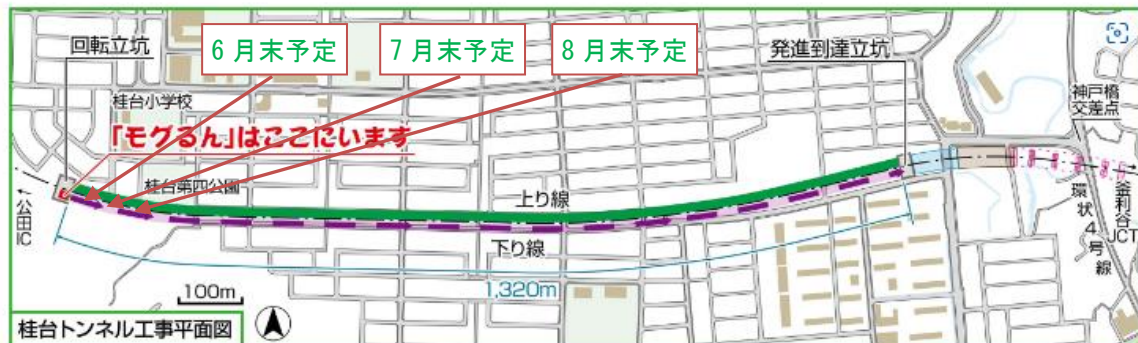 回転立坑
6月末予定
7月末予定
8月末予定
発進到達立坑
神戸橋
交差点
桂台小学校
「モグるん」はここにいます
桂台第四公園
上り線
下り線
←公田IC
環状4号線
釜利谷JCT→
1,320m
100m
桂台トンネル工事平面図